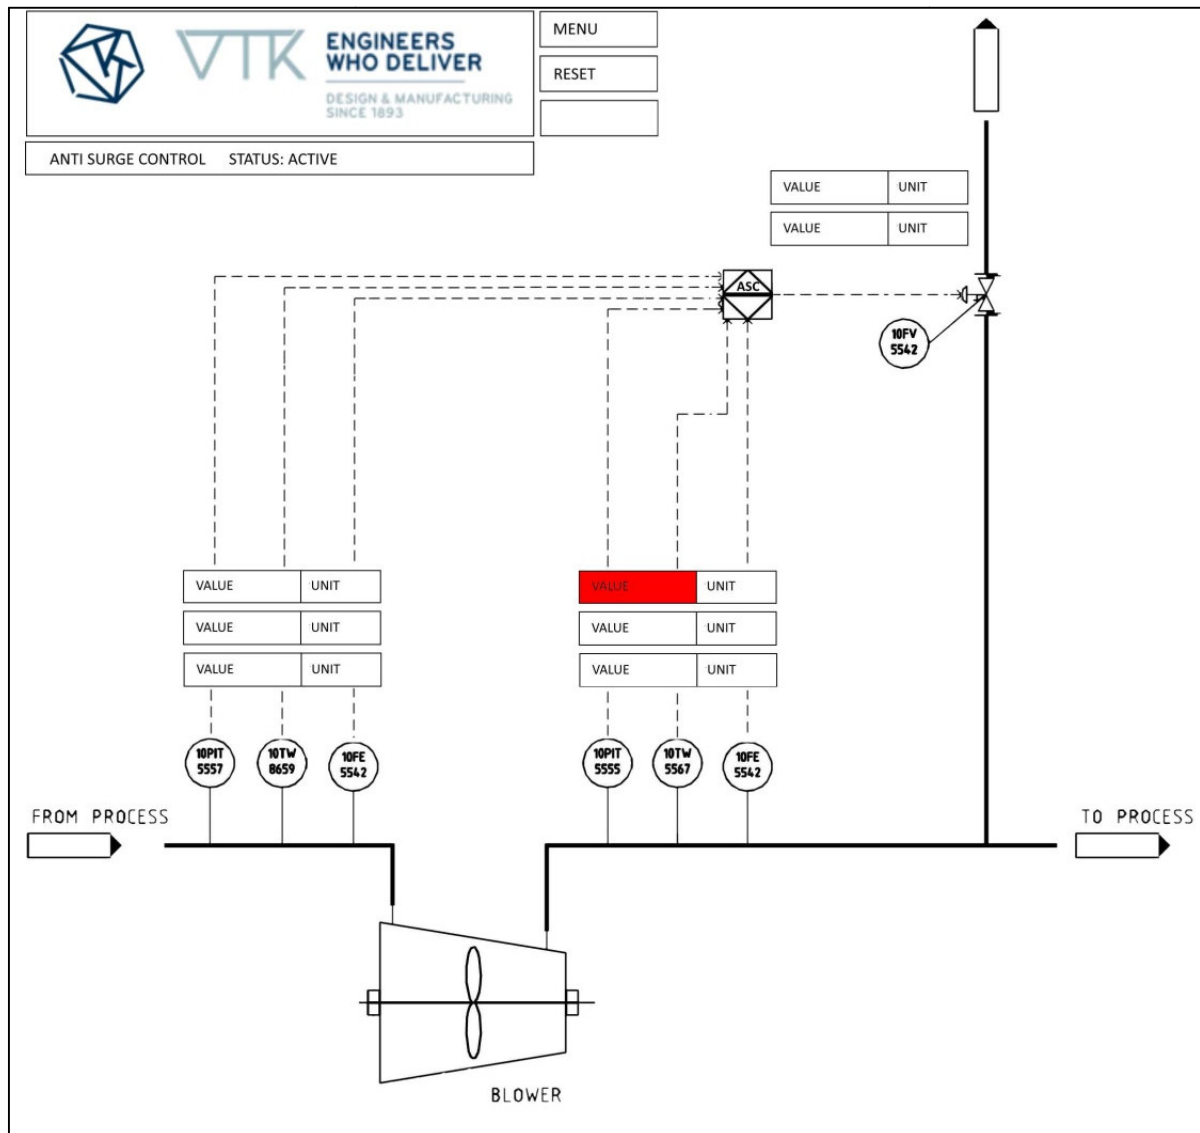 VTK
ENGINEERS
WHO DELIVER
DESIGN & MANUFACTURING
SINCE 1893
MENU
RESET
ANTI SURGE CONTROL STATUS: ACTIVE
VALUE UNIT
VALUE UNIT
ASC
10FV
5542
VALUE UNIT
VALUE UNIT
VALUE UNIT
VALUE UNIT
VALUE UNIT
VALUE UNIT
10PIT
5557
10TW
8659
10FE
5542
10PIT
5555
10TW
5567
10FE
5542
FROM PROCESS
TO PROCESS
BLOWER